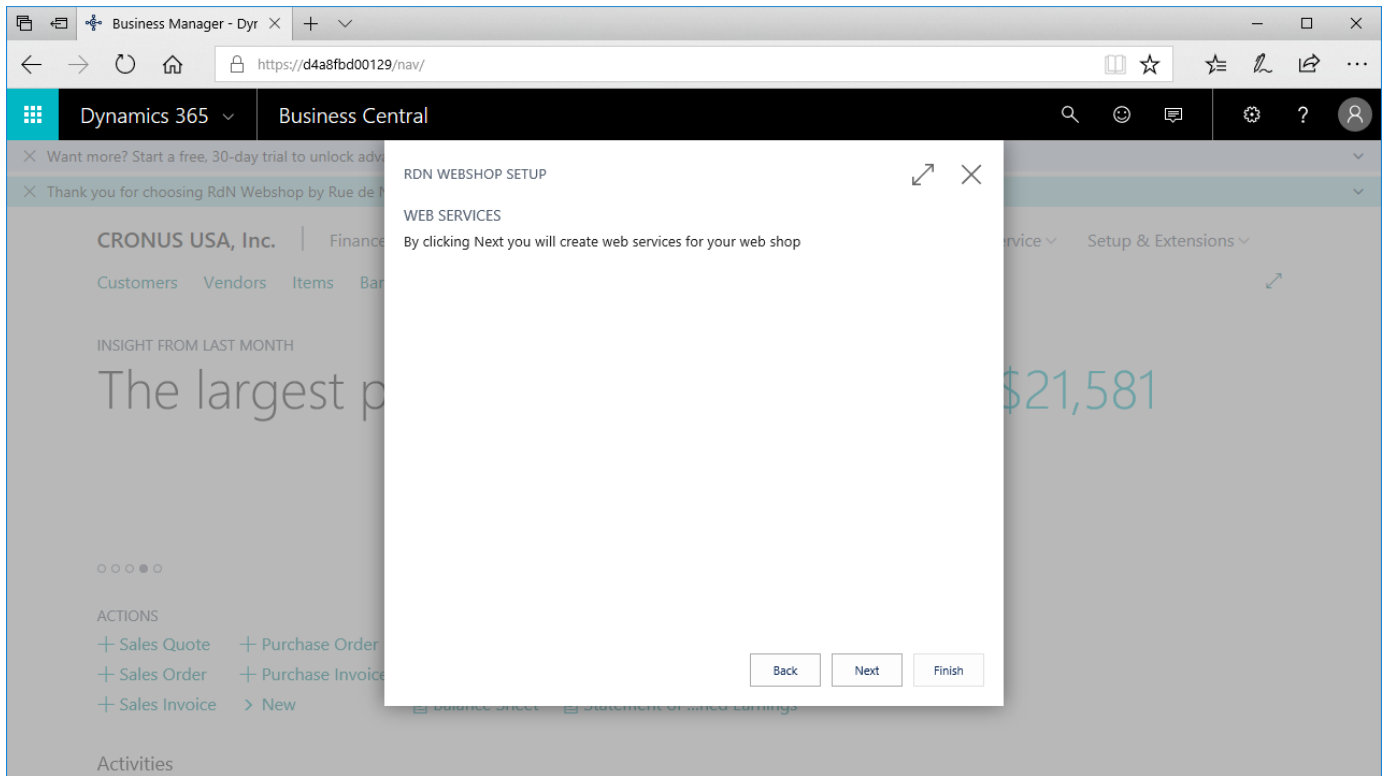 Business Manager - Dyr
https://d4a8fbd00129/nav/
Dynamics 365
Business Central
?
Want more? Start a free, 30-day trial to unlock adv
Thank you for choosing RdN Webshop by Rue de
RDN WEBSHOP SETUP
WEB SERVICES
By clicking Next you will create web services for your web shop
CRONUS USA, Inc.
Finance
Setup & Extensions
Customers Vendors Items
INSIGHT FROM LAST MONTH
The largest
$21,581
ACTIONS
+ Sales Quote + Purchase Order
+ Sales Order + Purchase Invoice
+ Sales Invoice > New
Back Next Finish
Activities